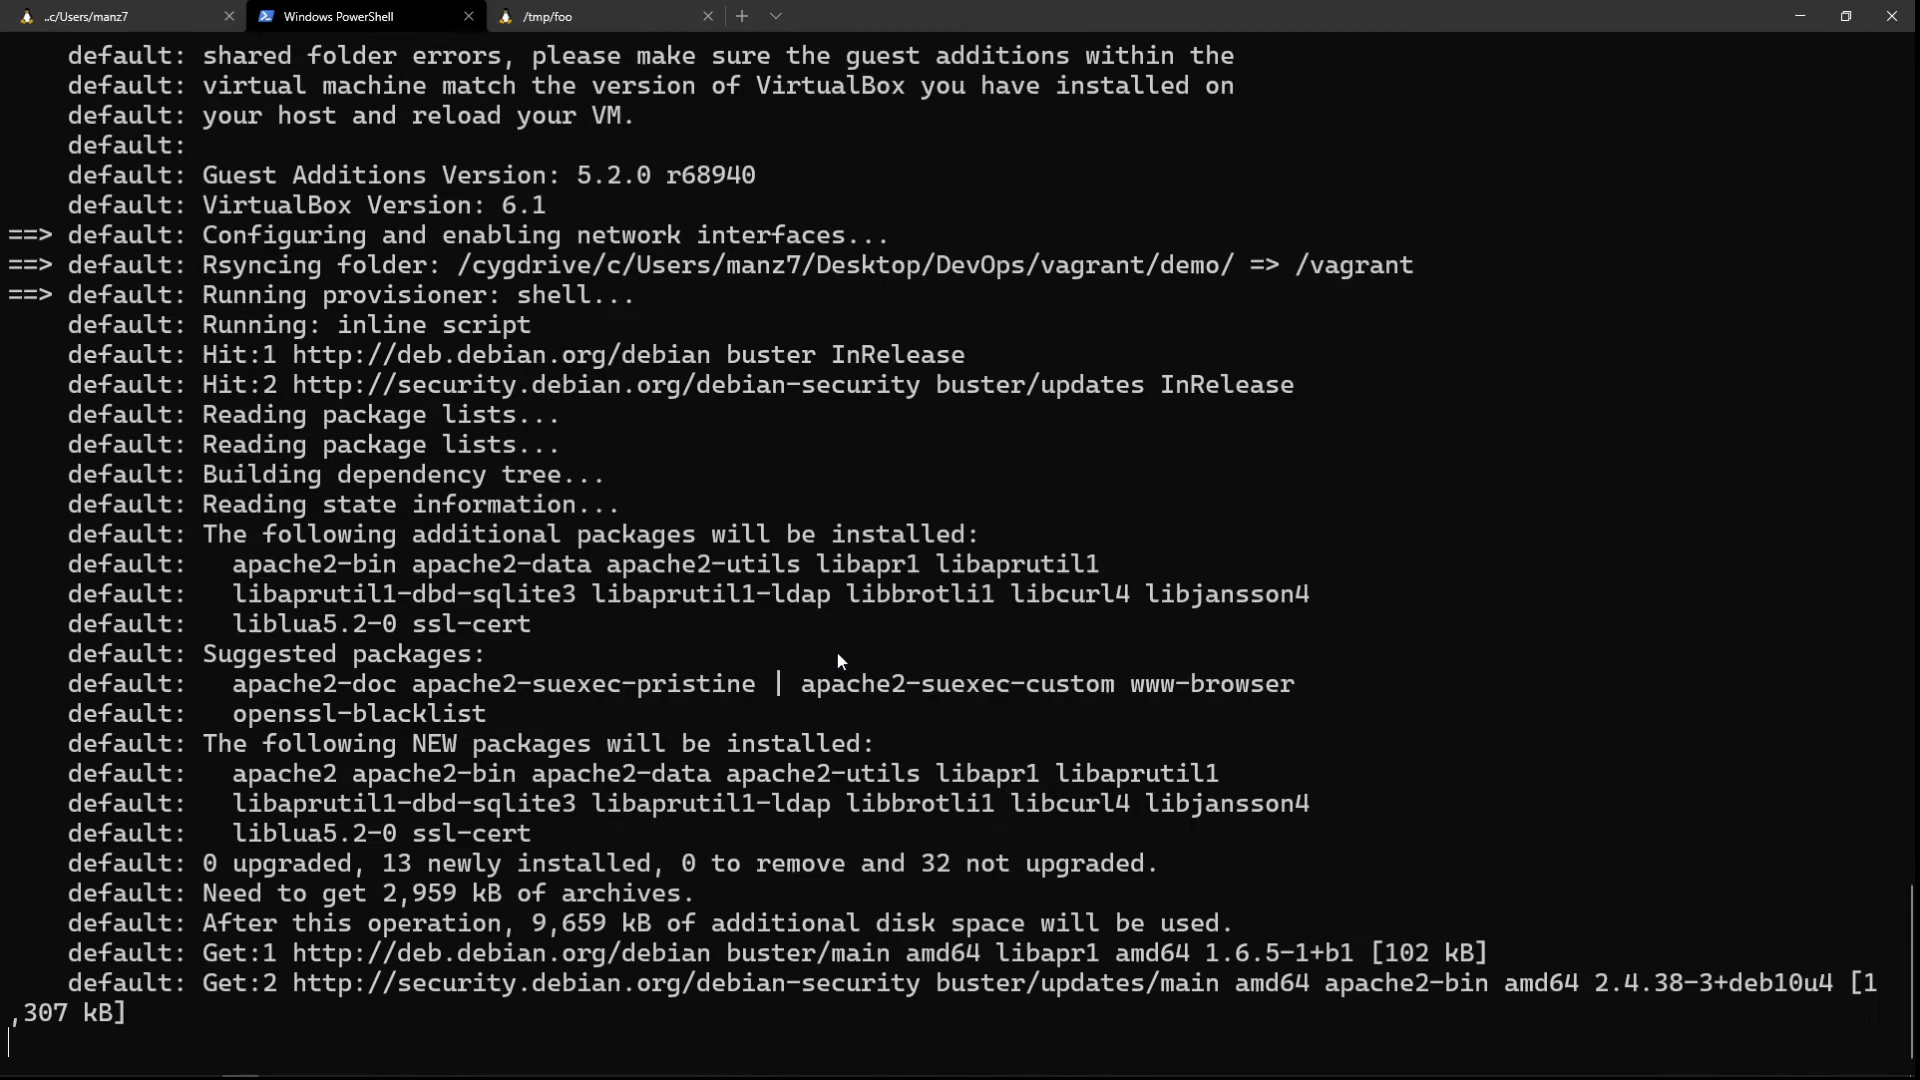 ..c/Users/manz7
Windows PowerShell
/tmp/foo
default: shared folder errors, please make sure the guest additions within the
default: virtual machine match the version of VirtualBox you have installed on
default: your host and reload your VM.
default:
default: Guest Additions Version: 5.2.0 r68940
default: VirtualBox Version: 6.1
==> default: Configuring and enabling network interfaces...
==> default: Rsyncing folder: /cygdrive/c/Users/manz7/Desktop/DevOps/vagrant/demo/ => /vagrant
==> default: Running provisioner: shell...
default: Running: inline script
default: Hit:1 http://deb.debian.org/debian buster InRelease
default: Hit:2 http://security.debian.org/debian-security buster/updates InRelease
default: Reading package lists...
default: Reading package lists...
default: Building dependency tree...
default: Reading state information...
default: The following additional packages will be installed:
default:   apache2-bin apache2-data apache2-utils libapr1 libaprutil1
default:   libaprutil1-dbd-sqlite3 libaprutil1-ldap libbrotli1 libcurl4 libjansson4
default:   liblua5.2-0 ssl-cert
default: Suggested packages:
default:   apache2-doc apache2-suexec-pristine | apache2-suexec-custom www-browser
default:   openssl-blacklist
default: The following NEW packages will be installed:
default:   apache2 apache2-bin apache2-data apache2-utils libapr1 libaprutil1
default:   libaprutil1-dbd-sqlite3 libaprutil1-ldap libbrotli1 libcurl4 libjansson4
default:   liblua5.2-0 ssl-cert
default: 0 upgraded, 13 newly installed, 0 to remove and 32 not upgraded.
default: Need to get 2,959 kB of archives.
default: After this operation, 9,659 kB of additional disk space will be used.
default: Get:1 http://deb.debian.org/debian buster/main amd64 libapr1 amd64 1.6.5-1+b1 [102 kB]
default: Get:2 http://security.debian.org/debian-security buster/updates/main amd64 apache2-bin amd64 2.4.38-3+deb10u4 [1
,307 kB]